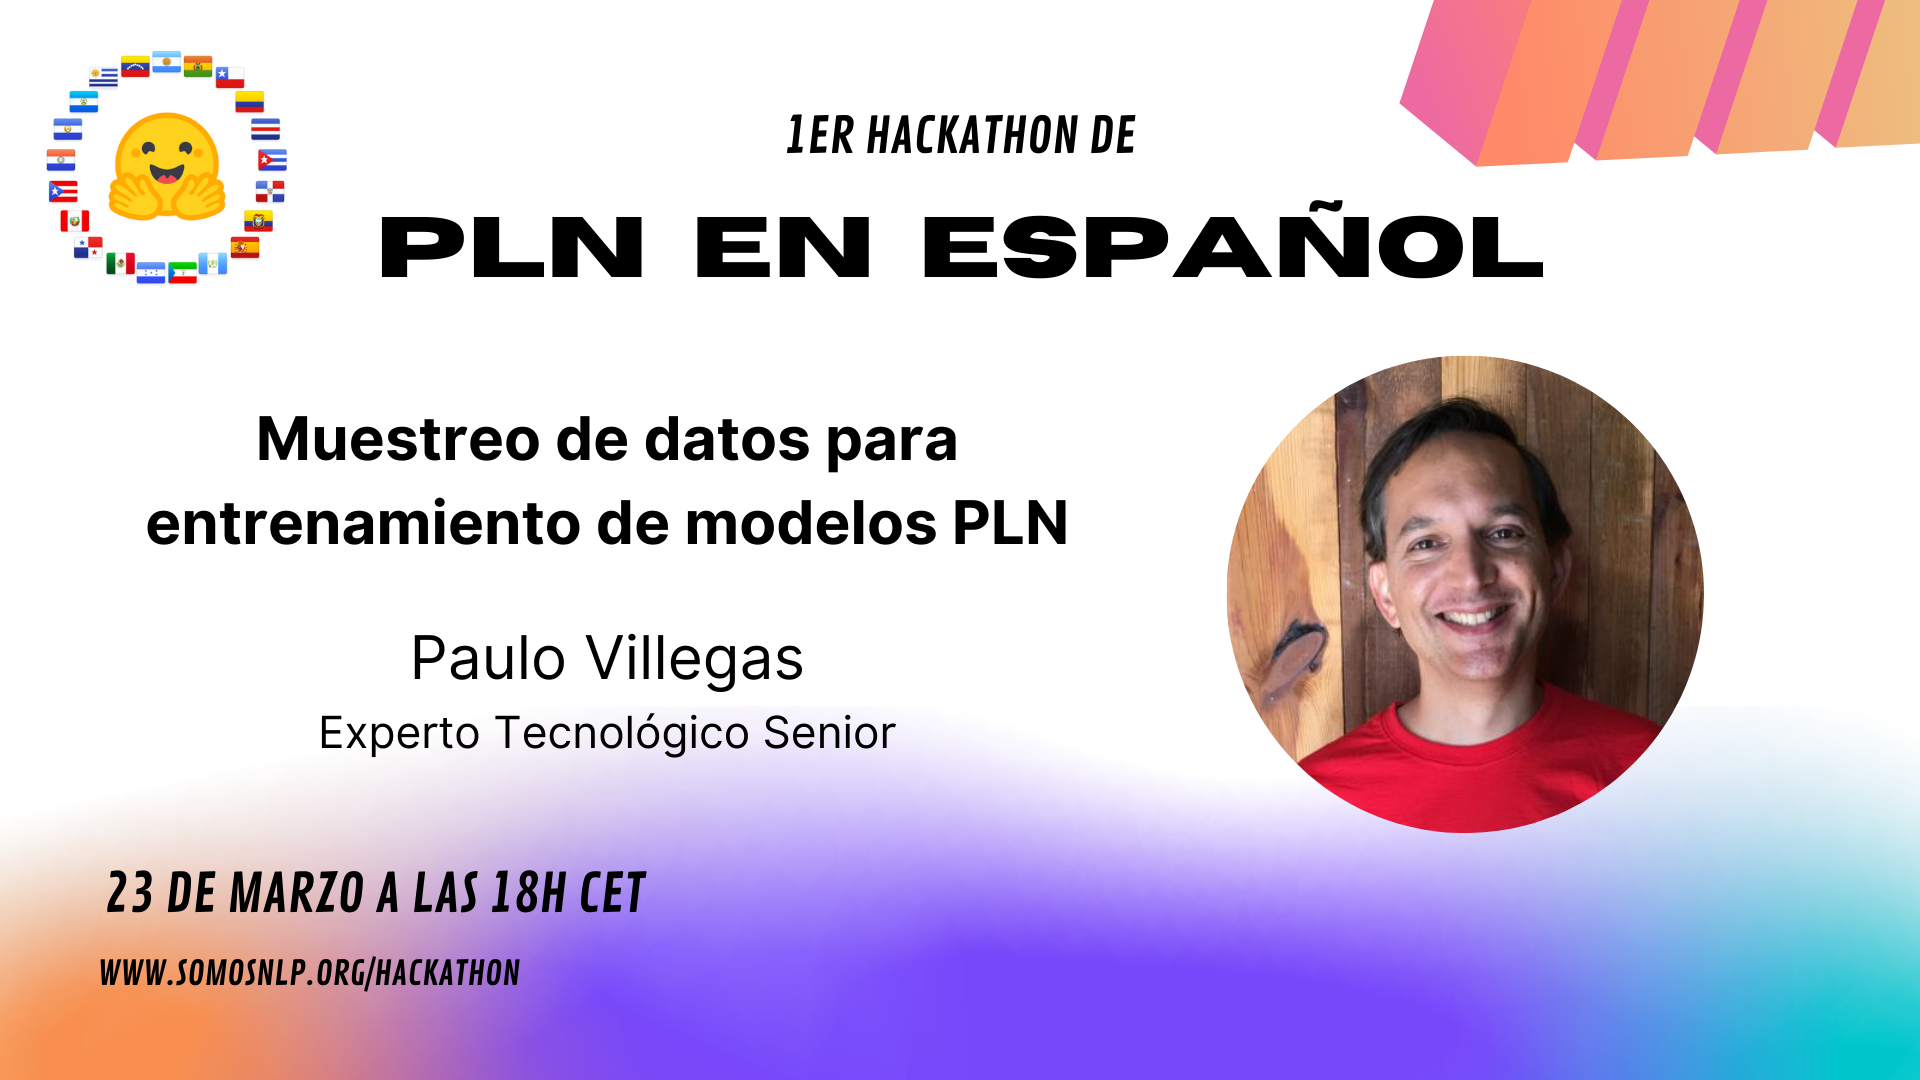 1ER HACKATHON DE
PLN EN ESPAÑOL
Muestreo de datos para
entrenamiento de modelos PLN
Paulo Villegas
Experto Tecnológico Senior
23 DE MARZO A LAS 18H CET
WWW.SOMOSNLP.ORG/HACKATHON